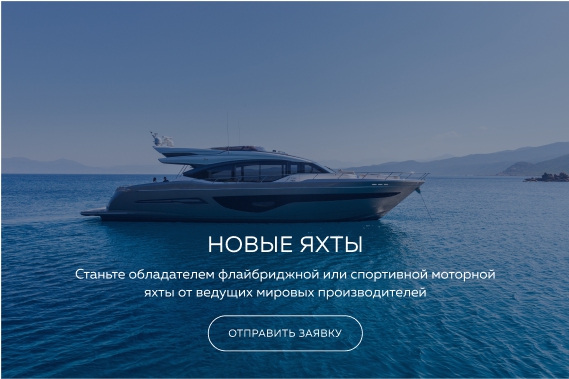 НОВЫЕ ЯХТЫ
Станьте обладателем флайбриджной или спортивной моторной
яхты от ведущих мировых производителей
ОТПРАВИТЬ ЗАЯВКУ